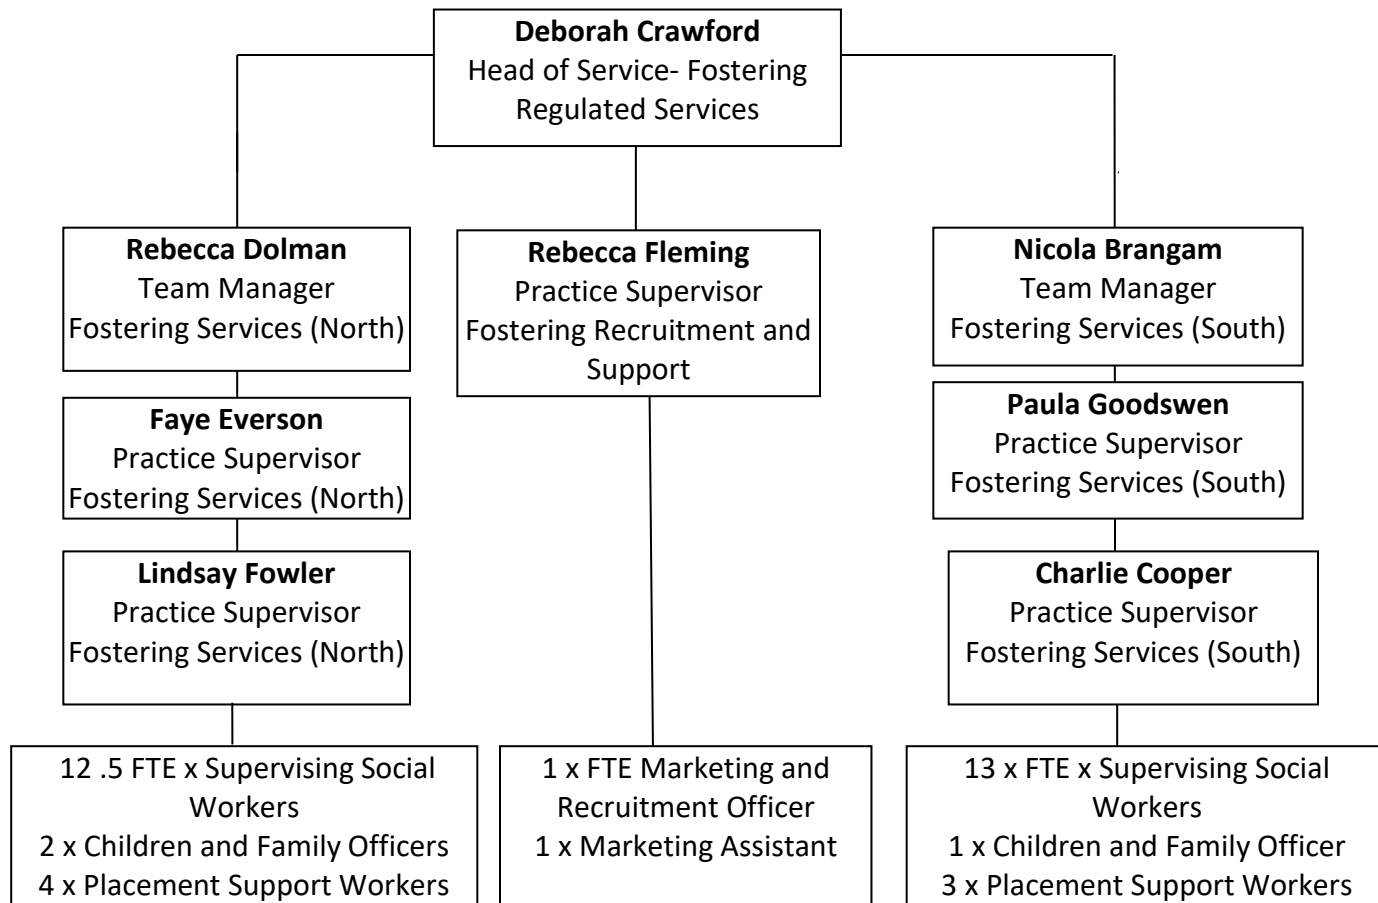 Deborah Crawford
Head of Service- Fostering
Regulated Services
Rebecca Dolman
Team Manager
Fostering Services (North)
Rebecca Fleming
Practice Supervisor
Fostering Recruitment and
Support
Nicola Brangam
Team Manager
Fostering Services (South)
Faye Everson
Practice Supervisor
Fostering Services (North)
Paula Goodswen
Practice Supervisor
Fostering Services (South)
Lindsay Fowler
Practice Supervisor
Fostering Services (North)
Charlie Cooper
Practice Supervisor
Fostering Services (South)
12 .5 FTE x Supervising Social
Workers
2 x Children and Family Officers
4 x Placement Support Workers
1 x FTE Marketing and
Recruitment Officer
1 x Marketing Assistant
13 x FTE x Supervising Social
Workers
1 x Children and Family Officer
3 x Placement Support Workers